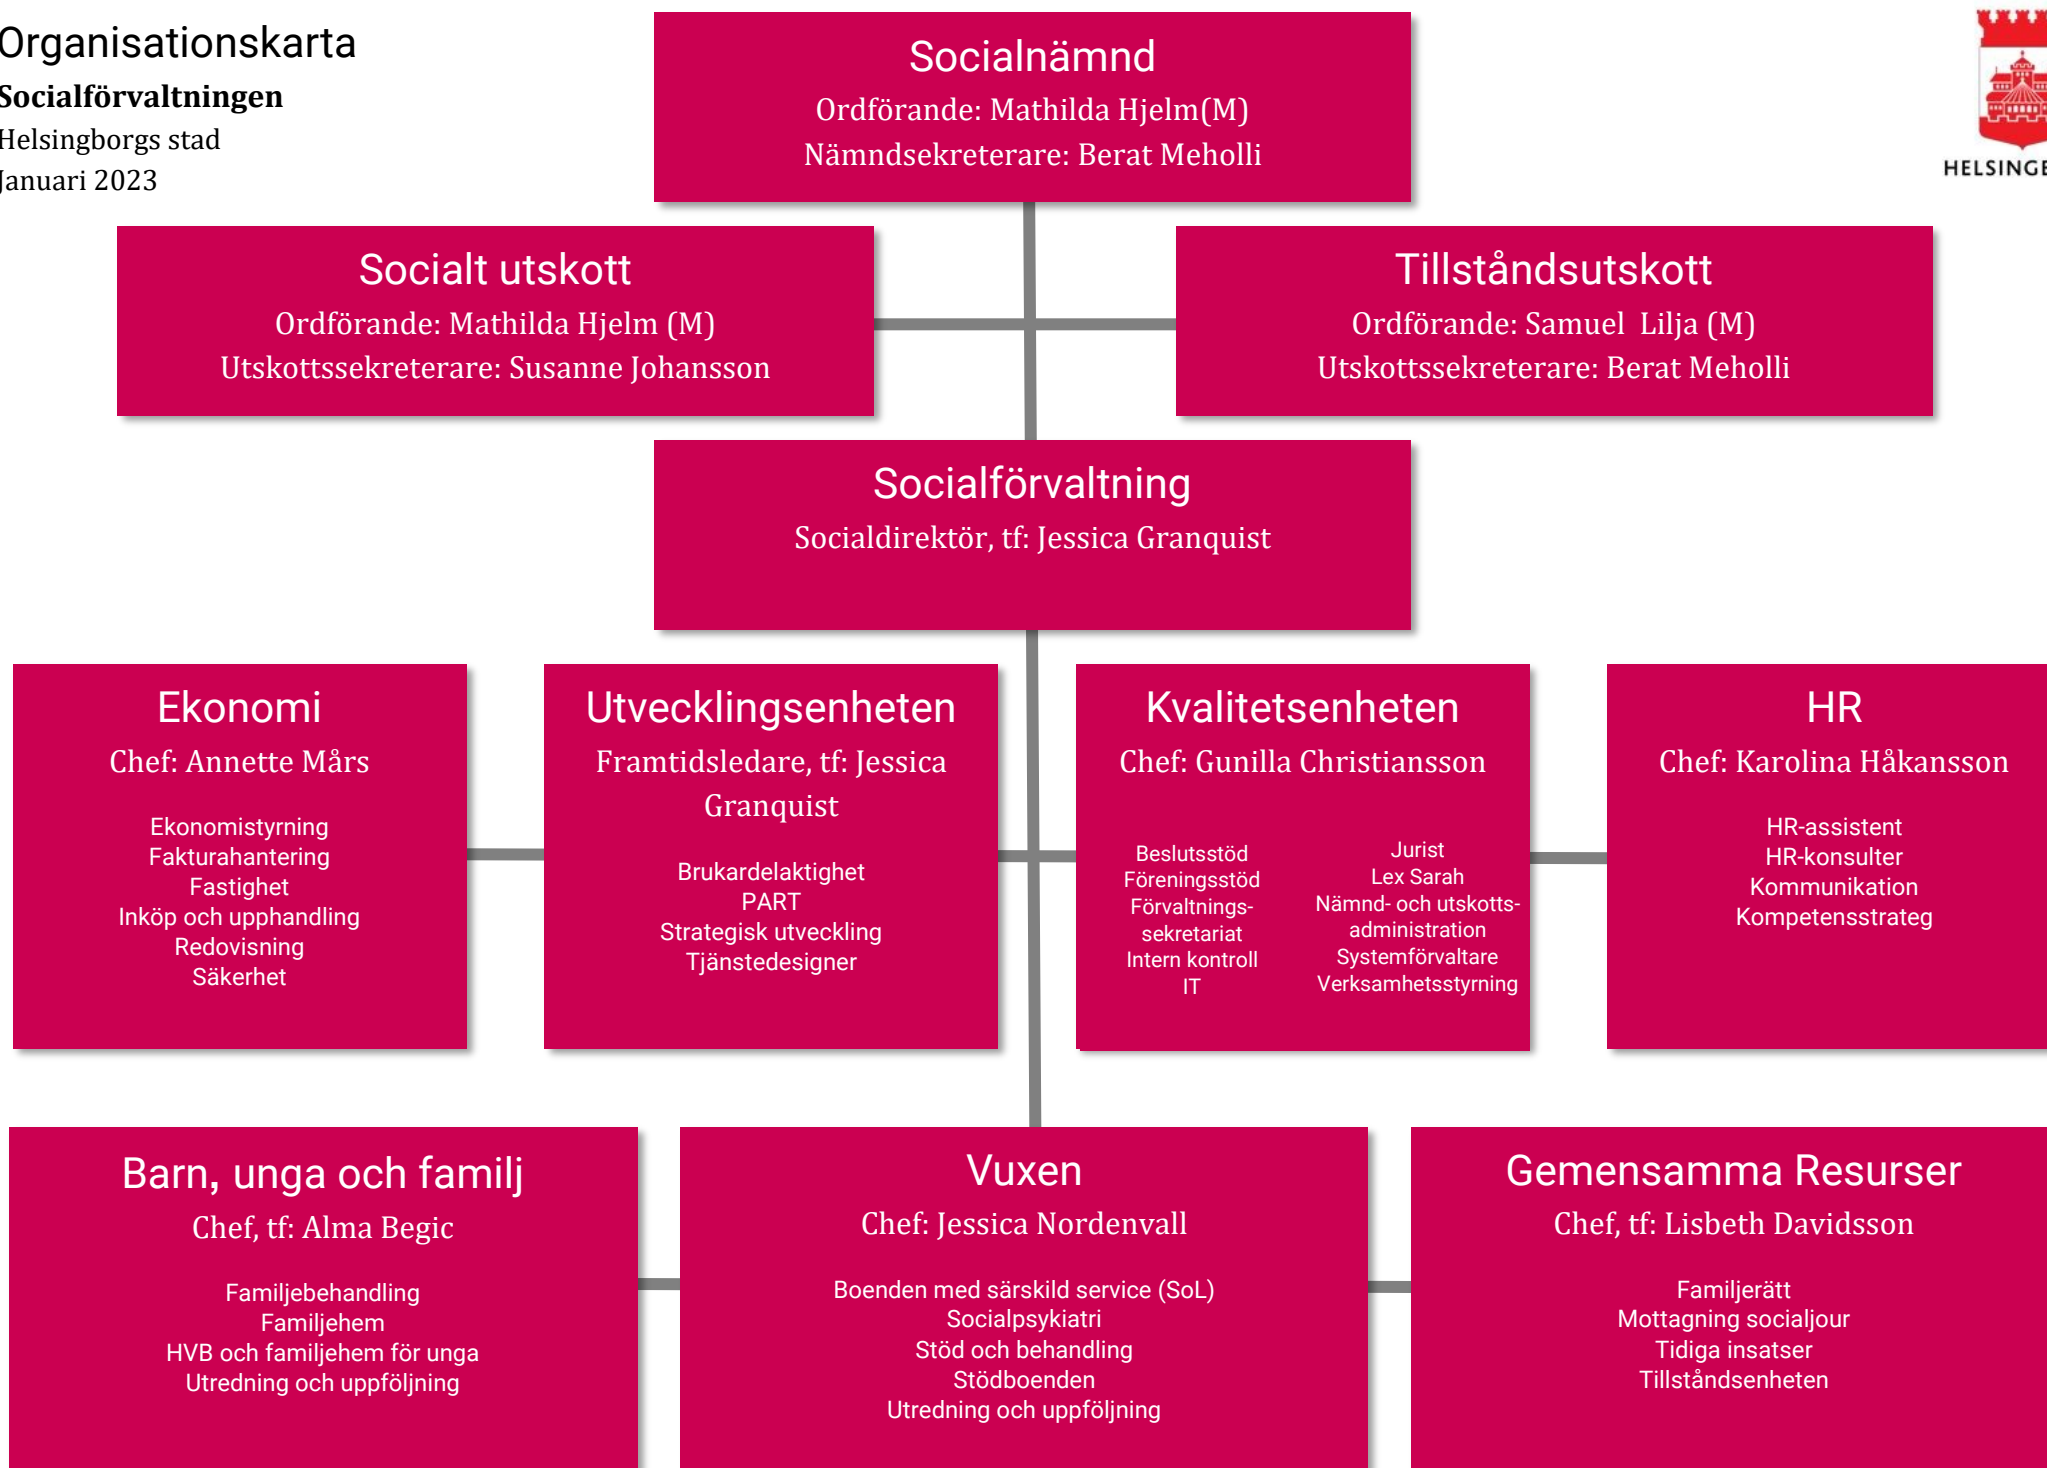 Organisationskarta
Socialförvaltningen
Helsingborgs stad
Januari 2023
Socialnämnd
Ordförande: Mathilda Hjelm(M)
Nämndsekreterare: Berat Meholli
Socialt utskott
Ordförande: Mathilda Hjelm (M)
Utskottssekreterare: Susanne Johansson
Tillståndsutskott
Ordförande: Samuel  Lilja (M)
Utskottssekreterare: Berat Meholli
Socialförvaltning
Socialdirektör, tf: Jessica Granquist
Ekonomi
Chef: Annette Mårs
Ekonomistyrning
Fakturahantering
Fastighet
Inköp och upphandling
Redovisning
Säkerhet
Utvecklingsenheten
Framtidsledare, tf: Jessica
Granquist
Brukardelaktighet
PART
Strategisk utveckling
Tjänstedesigner
Kvalitetsenheten
Chef: Gunilla Christiansson
Beslutsstöd
Föreningsstöd
Förvaltnings-
sekretariat
Intern kontroll
IT
Jurist
Lex Sarah
Nämnd- och utskotts-
administration
Systemförvaltare
Verksamhetsstyrning
HR
Chef: Karolina Håkansson
HR-assistent
HR-konsulter
Kommunikation
Kompetensstrateg
Barn, unga och familj
Chef, tf: Alma Begic
Familjebehandling
Familjehem
HVB och familjehem för unga
Utredning och uppföljning
Vuxen
Chef: Jessica Nordenvall
Boenden med särskild service (SoL)
Socialpsykiatri
Stöd och behandling
Stödboenden
Utredning och uppföljning
Gemensamma Resurser
Chef, tf: Lisbeth Davidsson
Familjerätt
Mottagning socialjour
Tidiga insatser
Tillståndsenheten